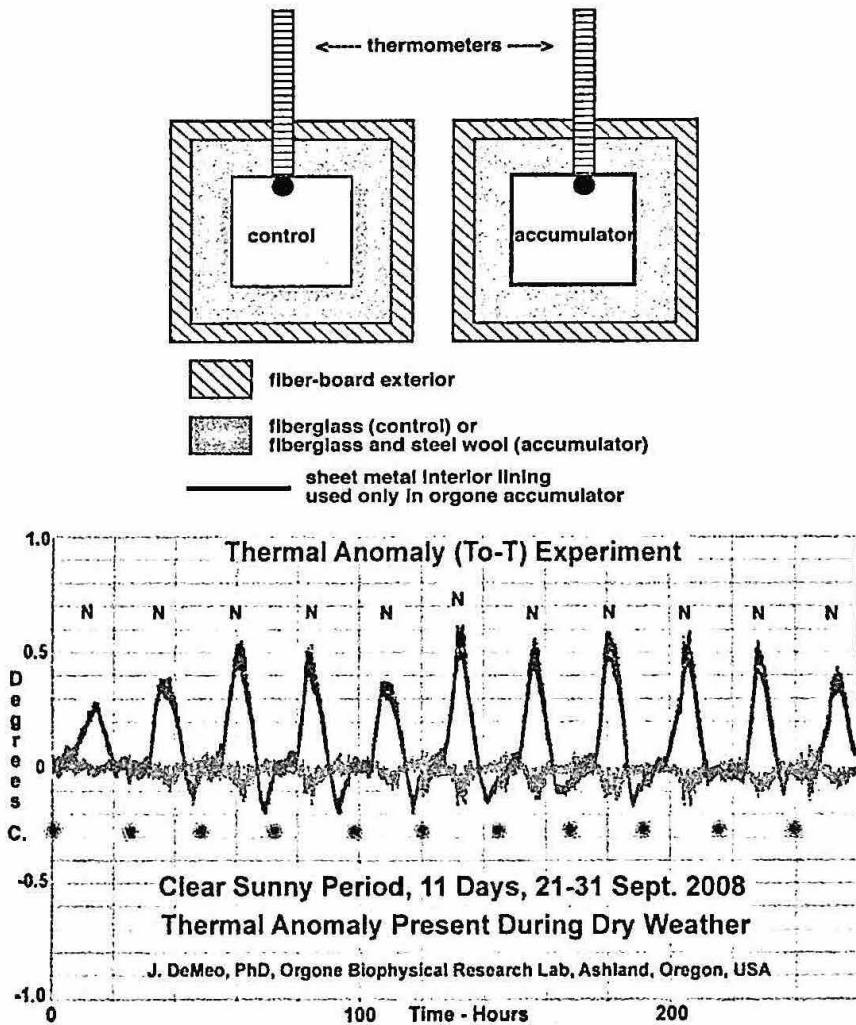 <---- thermometers ---->
control
accumulator
fiber-board exterior
fiberglass (control) or
fiberglass and steel wool (accumulator)
sheet metal interior lining
used only in orgone accumulator
1.0
Thermal Anomaly (To-T) Experiment
N N N N N N N N N N N
0.5
Degrees C.
0
-0.5
Clear Sunny Period, 11 Days, 21-31 Sept. 2008
Thermal Anomaly Present During Dry Weather
J. DeMeo, PhD, Orgone Biophysical Research Lab, Ashland, Oregon, USA
-1.0
0 100 Time - Hours 200